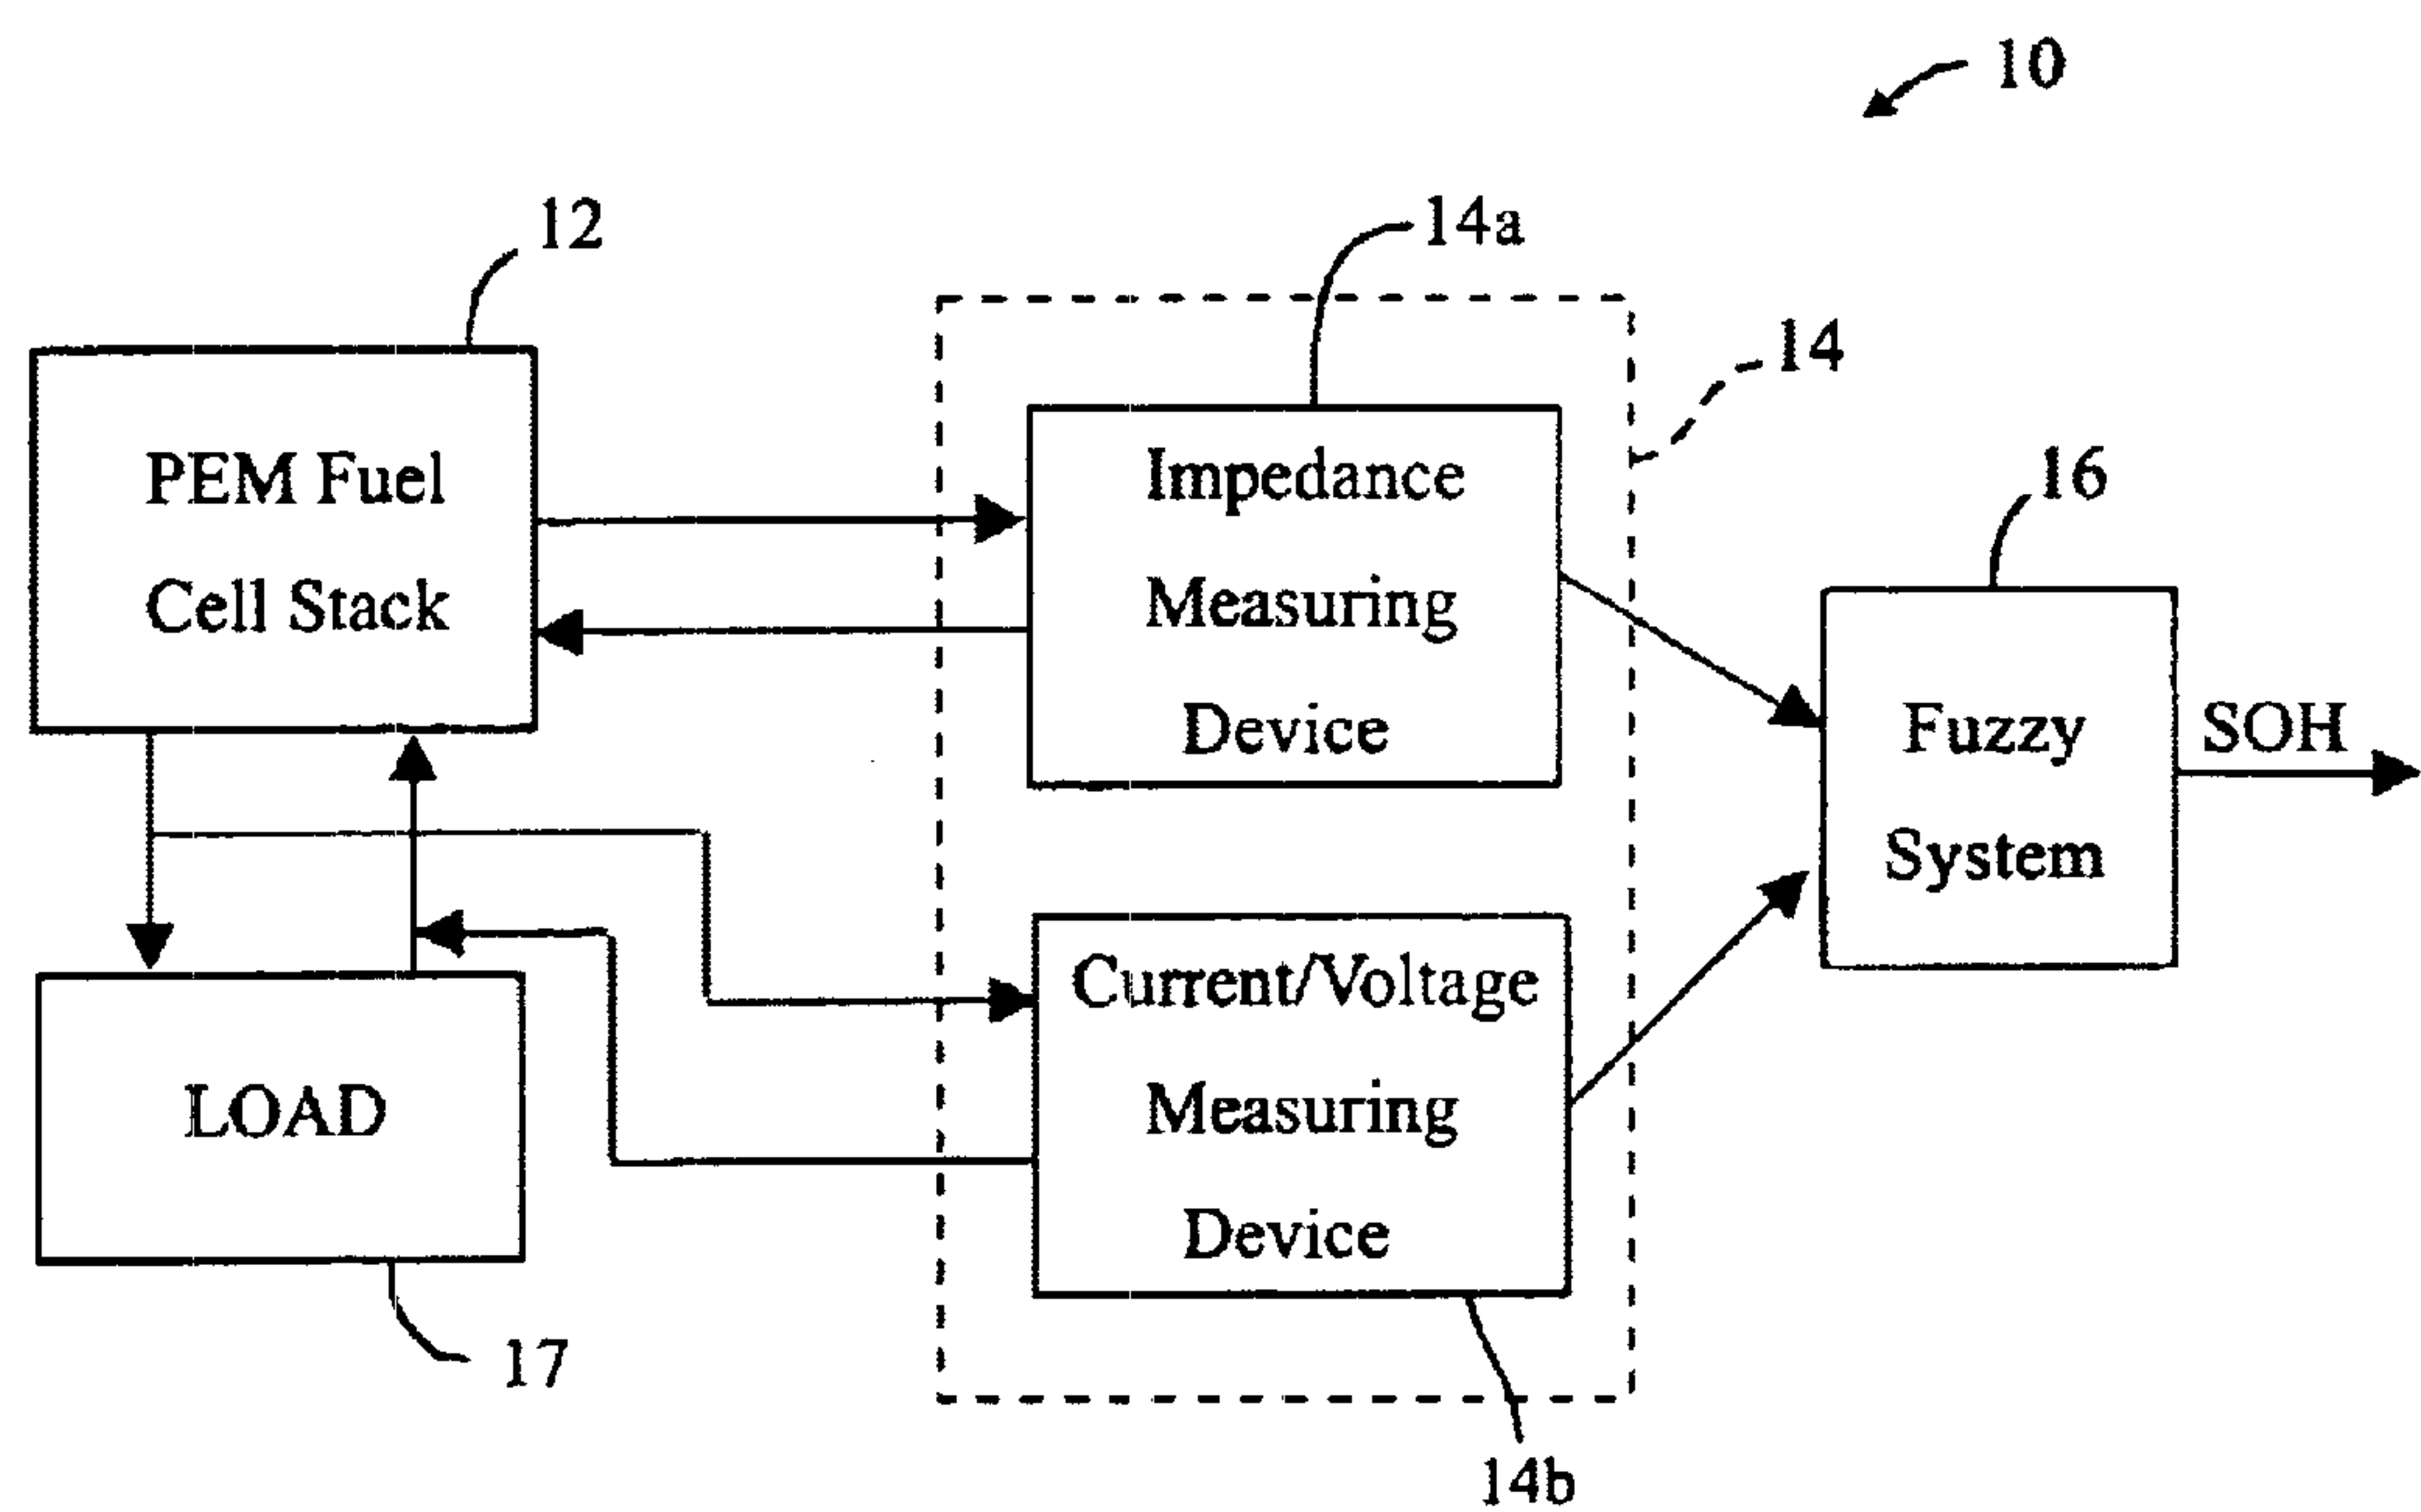 10
12
14a
14
PEM Fuel
Cell Stack
Impedance
Measuring
Device
16
Fuzzy
System
SOH
LOAD
17
Current/Voltage
Measuring
Device
14b